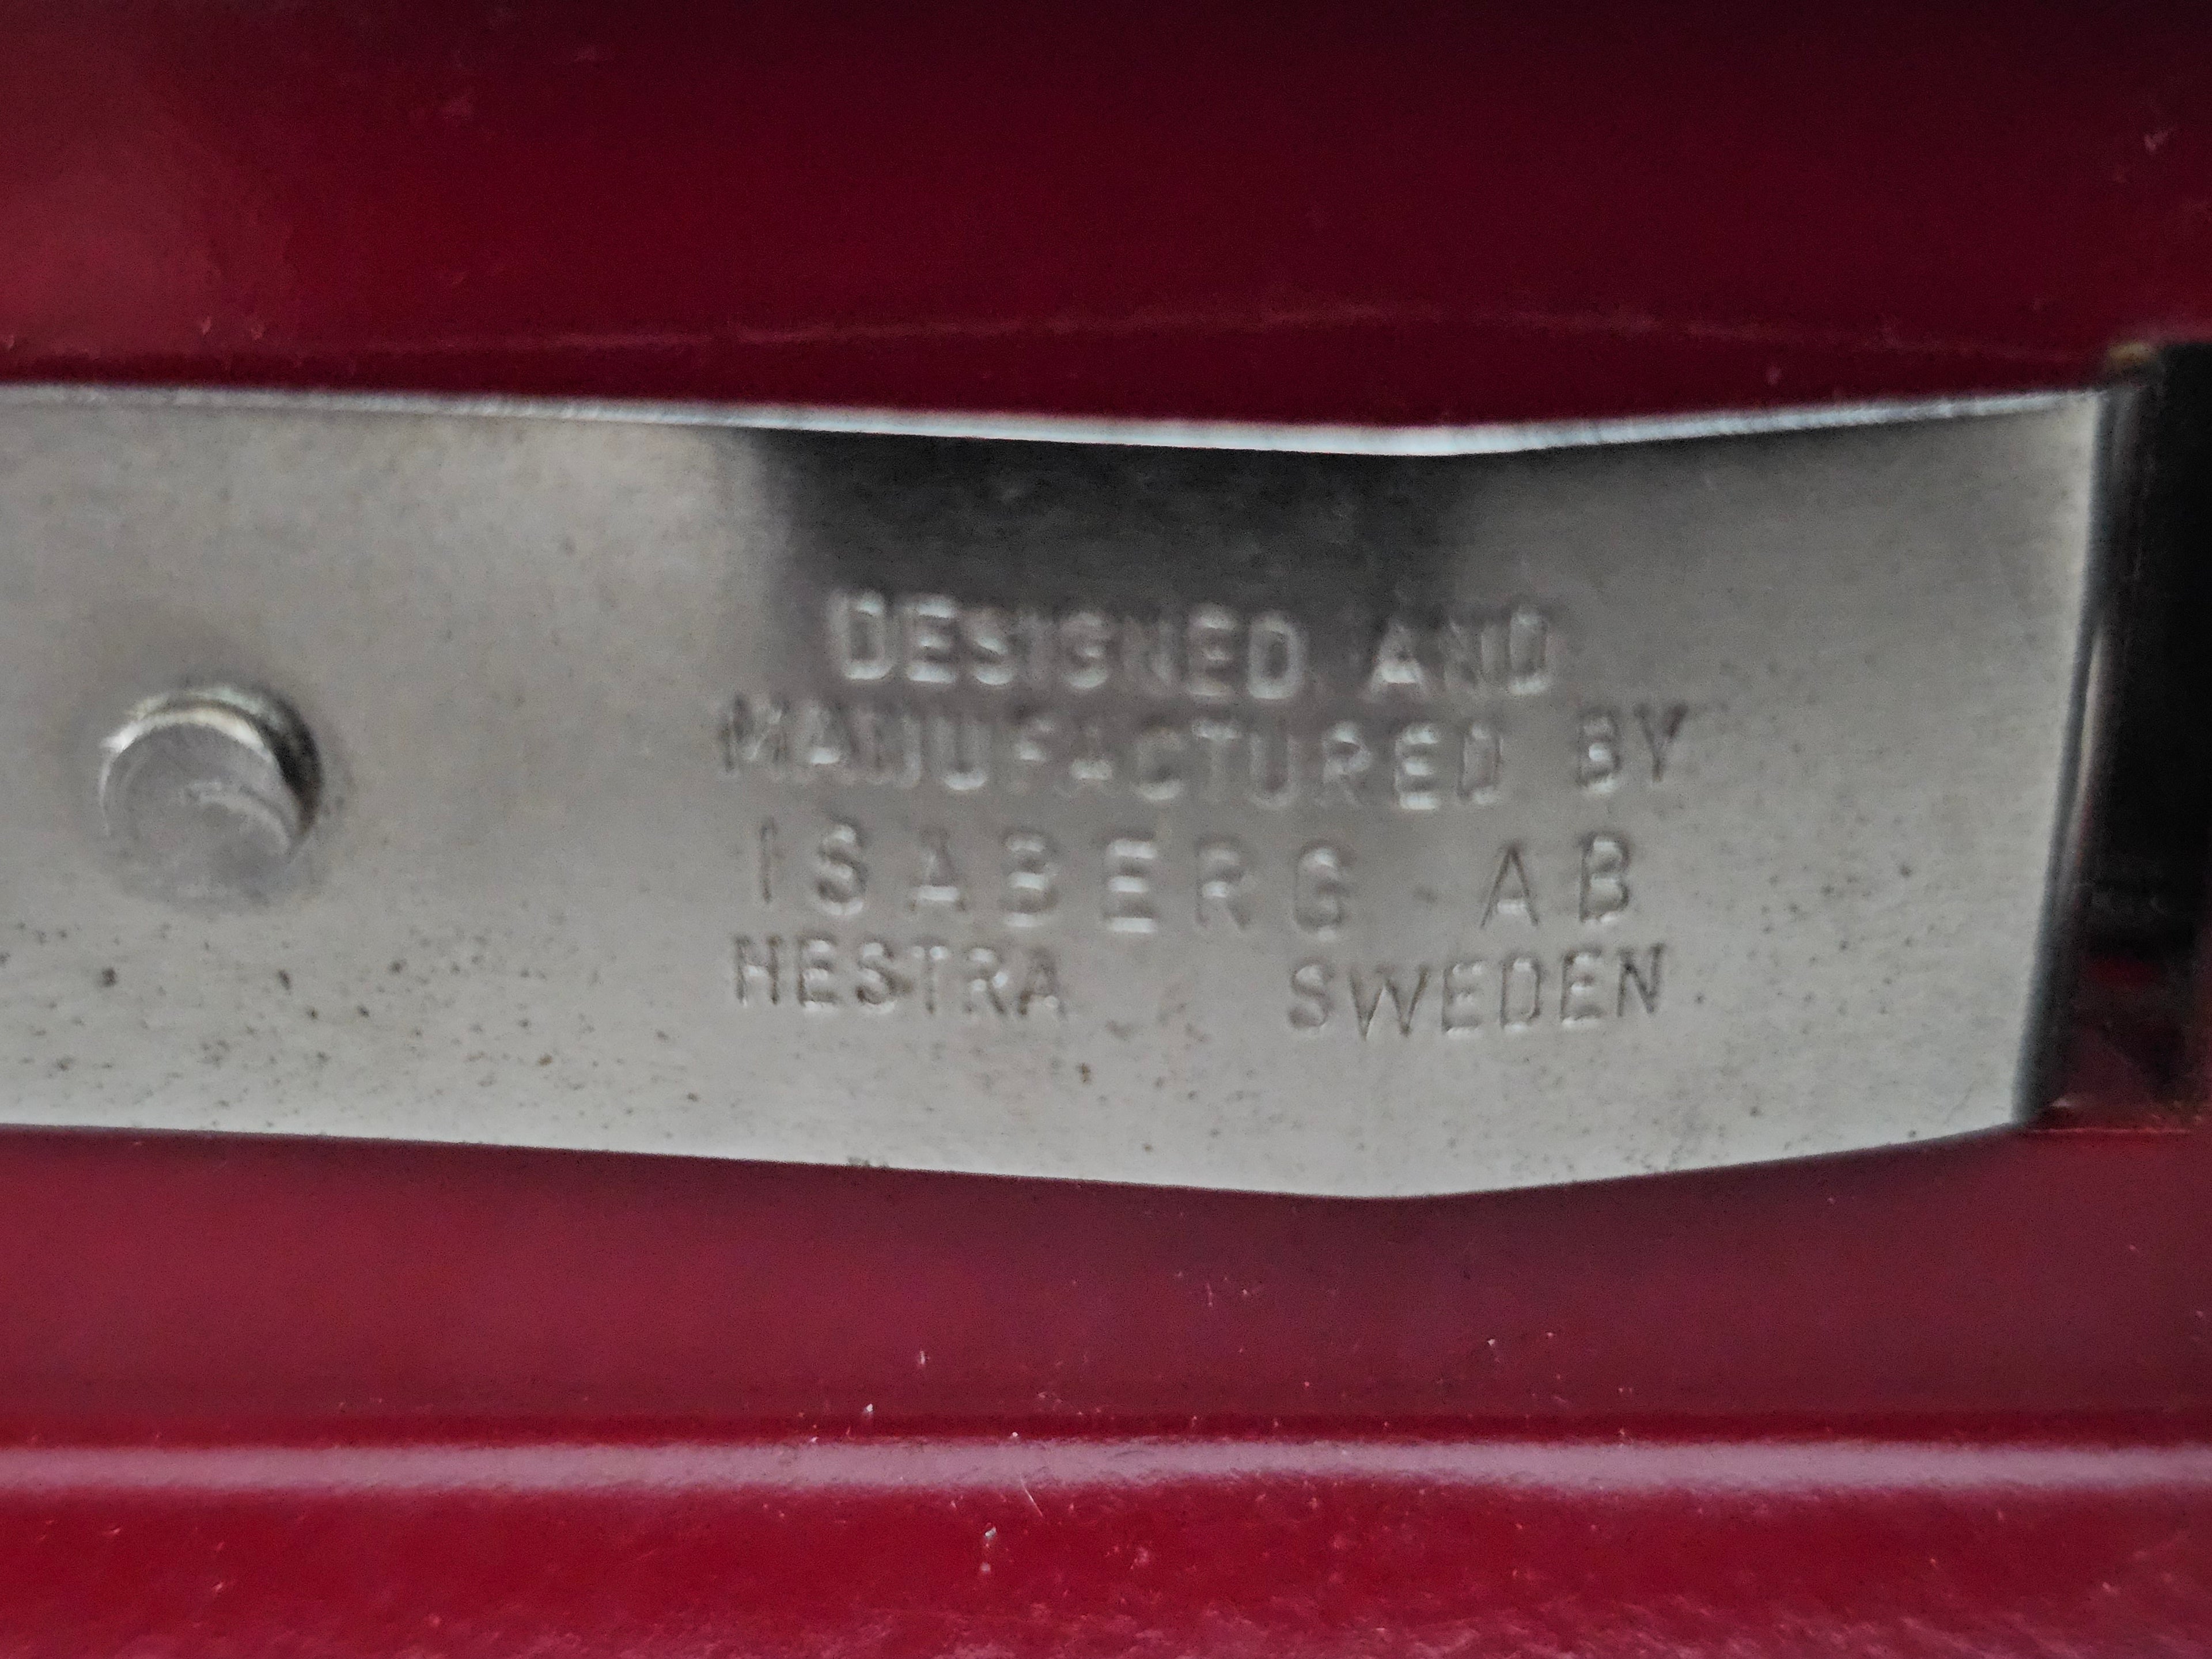 DESIGNED AND
MANUFACTURED BY
ISABERG AB
HESTRA SWEDEN